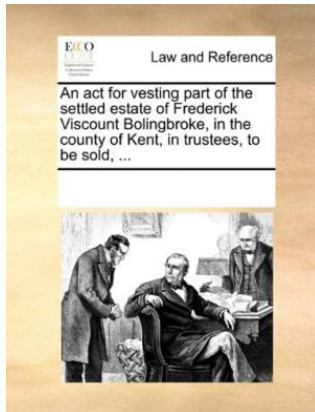 ECCO
Law and Reference
An act for vesting part of the
settled estate of Frederick
Viscount Bolingbroke, in the
county of Kent, in trustees, to
be sold, ...